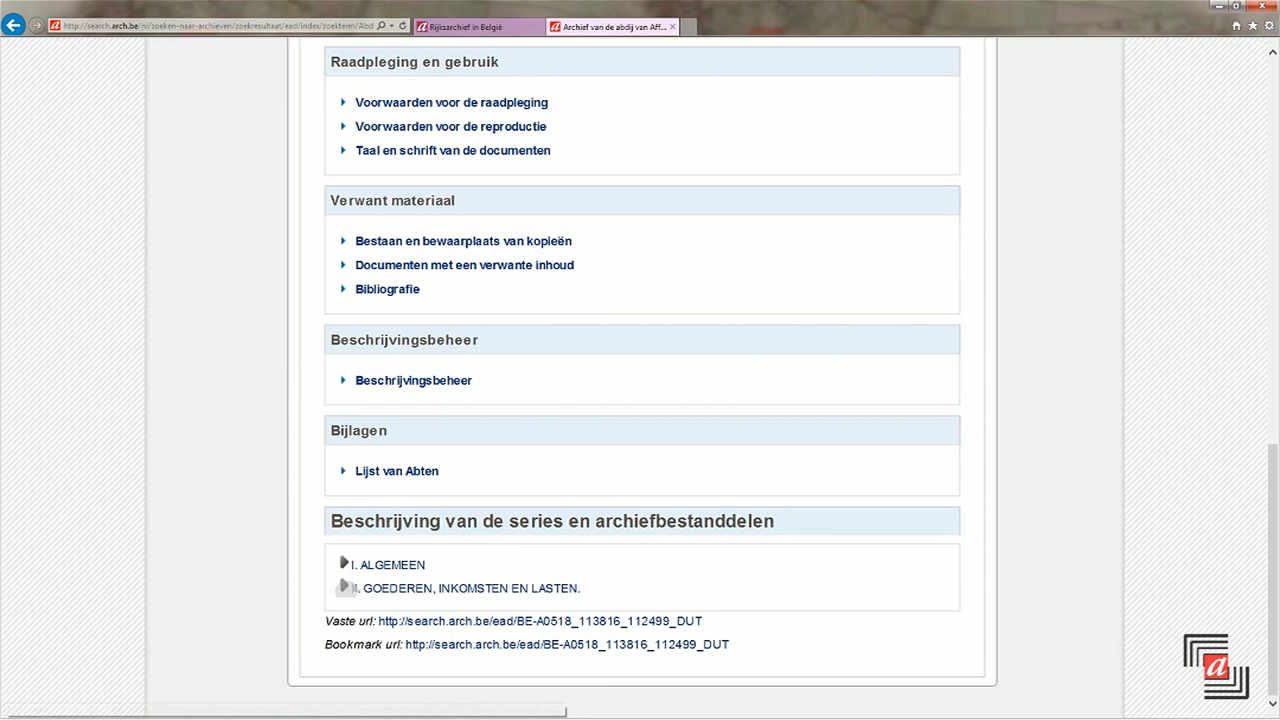 http://search.arch.be/nl/zoeken-naar-archieven/zoekresultaat/ead/index/zoekterm/Abd
Rijksarchief in België
Archief van de abdij van Aff...
Raadpleging en gebruik
Voorwaarden voor de raadpleging
Voorwaarden voor de reproductie
Taal en schrift van de documenten
Verwant materiaal
Bestaan en bewaarplaats van kopieën
Documenten met een verwante inhoud
Bibliografie
Beschrijvingsbeheer
Beschrijvingsbeheer
Bijlagen
Lijst van Abten
Beschrijving van de series en archiefbestanddelen
I. ALGEMEEN
II. GOEDEREN, INKOMSTEN EN LASTEN.
Vaste url: http://search.arch.be/ead/BE-A0518_113816_112499_DUT
Bookmark url: http://search.arch.be/ead/BE-A0518_113816_112499_DUT
a